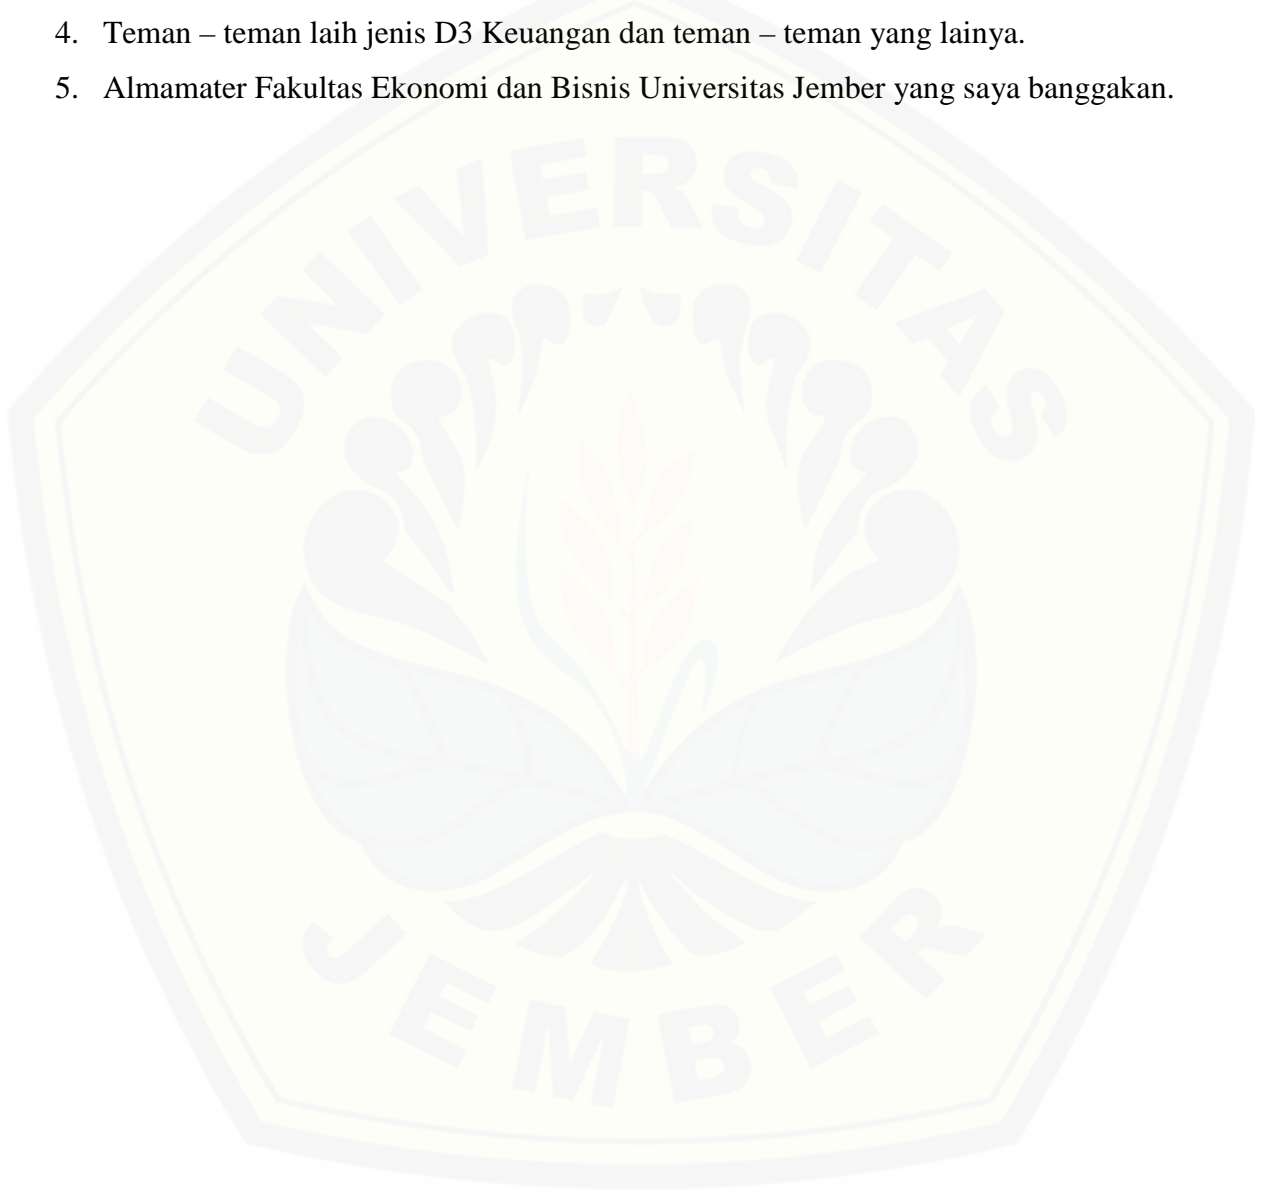 4. Teman – teman laih jenis D3 Keuangan dan teman – teman yang lainya.
5. Almamater Fakultas Ekonomi dan Bisnis Universitas Jember yang saya banggakan.
UNIVERSITAS
JEMBER